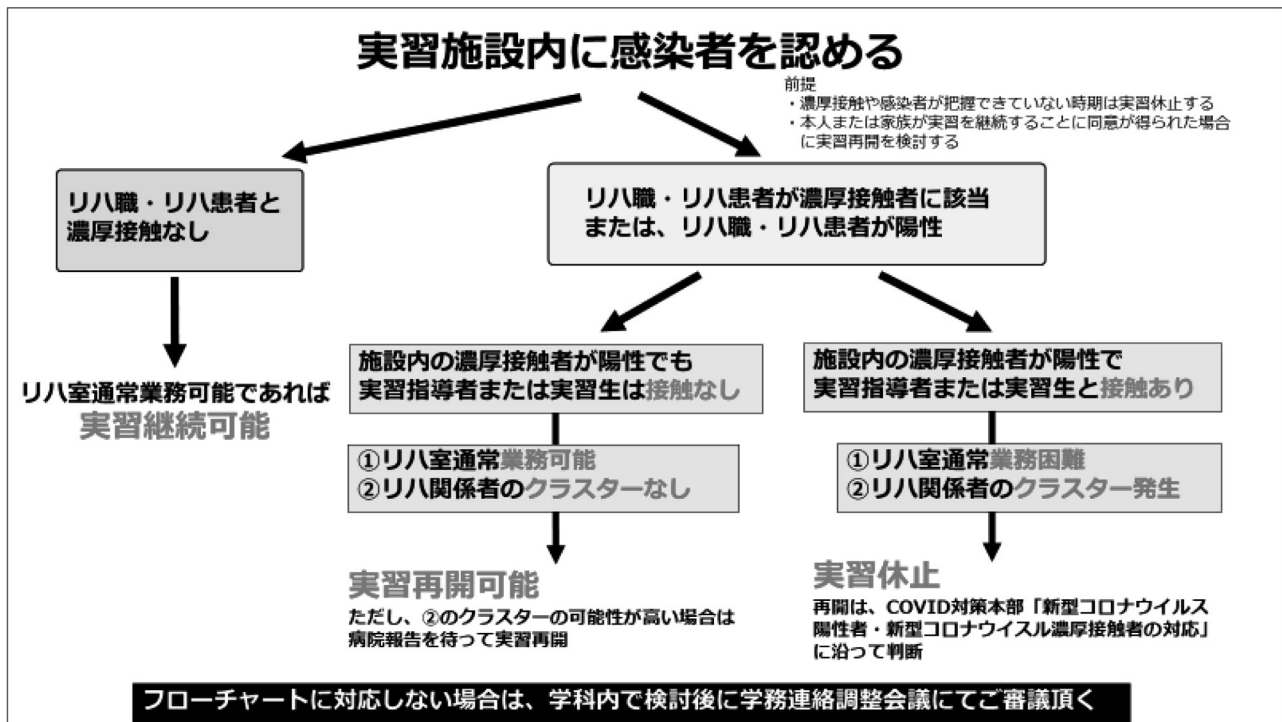 実習施設内に感染者を認める
前提
・濃厚接触や感染者が把握できていない時期は実習休止する
・本人または家族が実習を継続することに同意が得られた場合
に実習再開を検討する
リハ職・リハ患者と
濃厚接触なし
リハ職・リハ患者が濃厚接触者に該当
または、リハ職・リハ患者が陽性
リハ室通常業務可能であれば
実習継続可能
施設内の濃厚接触者が陽性でも
実習指導者または実習生は接触なし
①リハ室通常業務可能
②リハ関係者のクラスターなし
実習再開可能
ただし、②のクラスターの可能性が高い場合は
病院報告を待って実習再開
施設内の濃厚接触者が陽性で
実習指導者または実習生と接触あり
①リハ室通常業務困難
②リハ関係者のクラスター発生
実習休止
再開は、COVID対策本部「新型コロナウイルス
陽性者・新型コロナウイスル濃厚接触者の対応」
に沿って判断
フローチャートに対応しない場合は、学科内で検討後に学務連絡調整会議にてご審議頂く